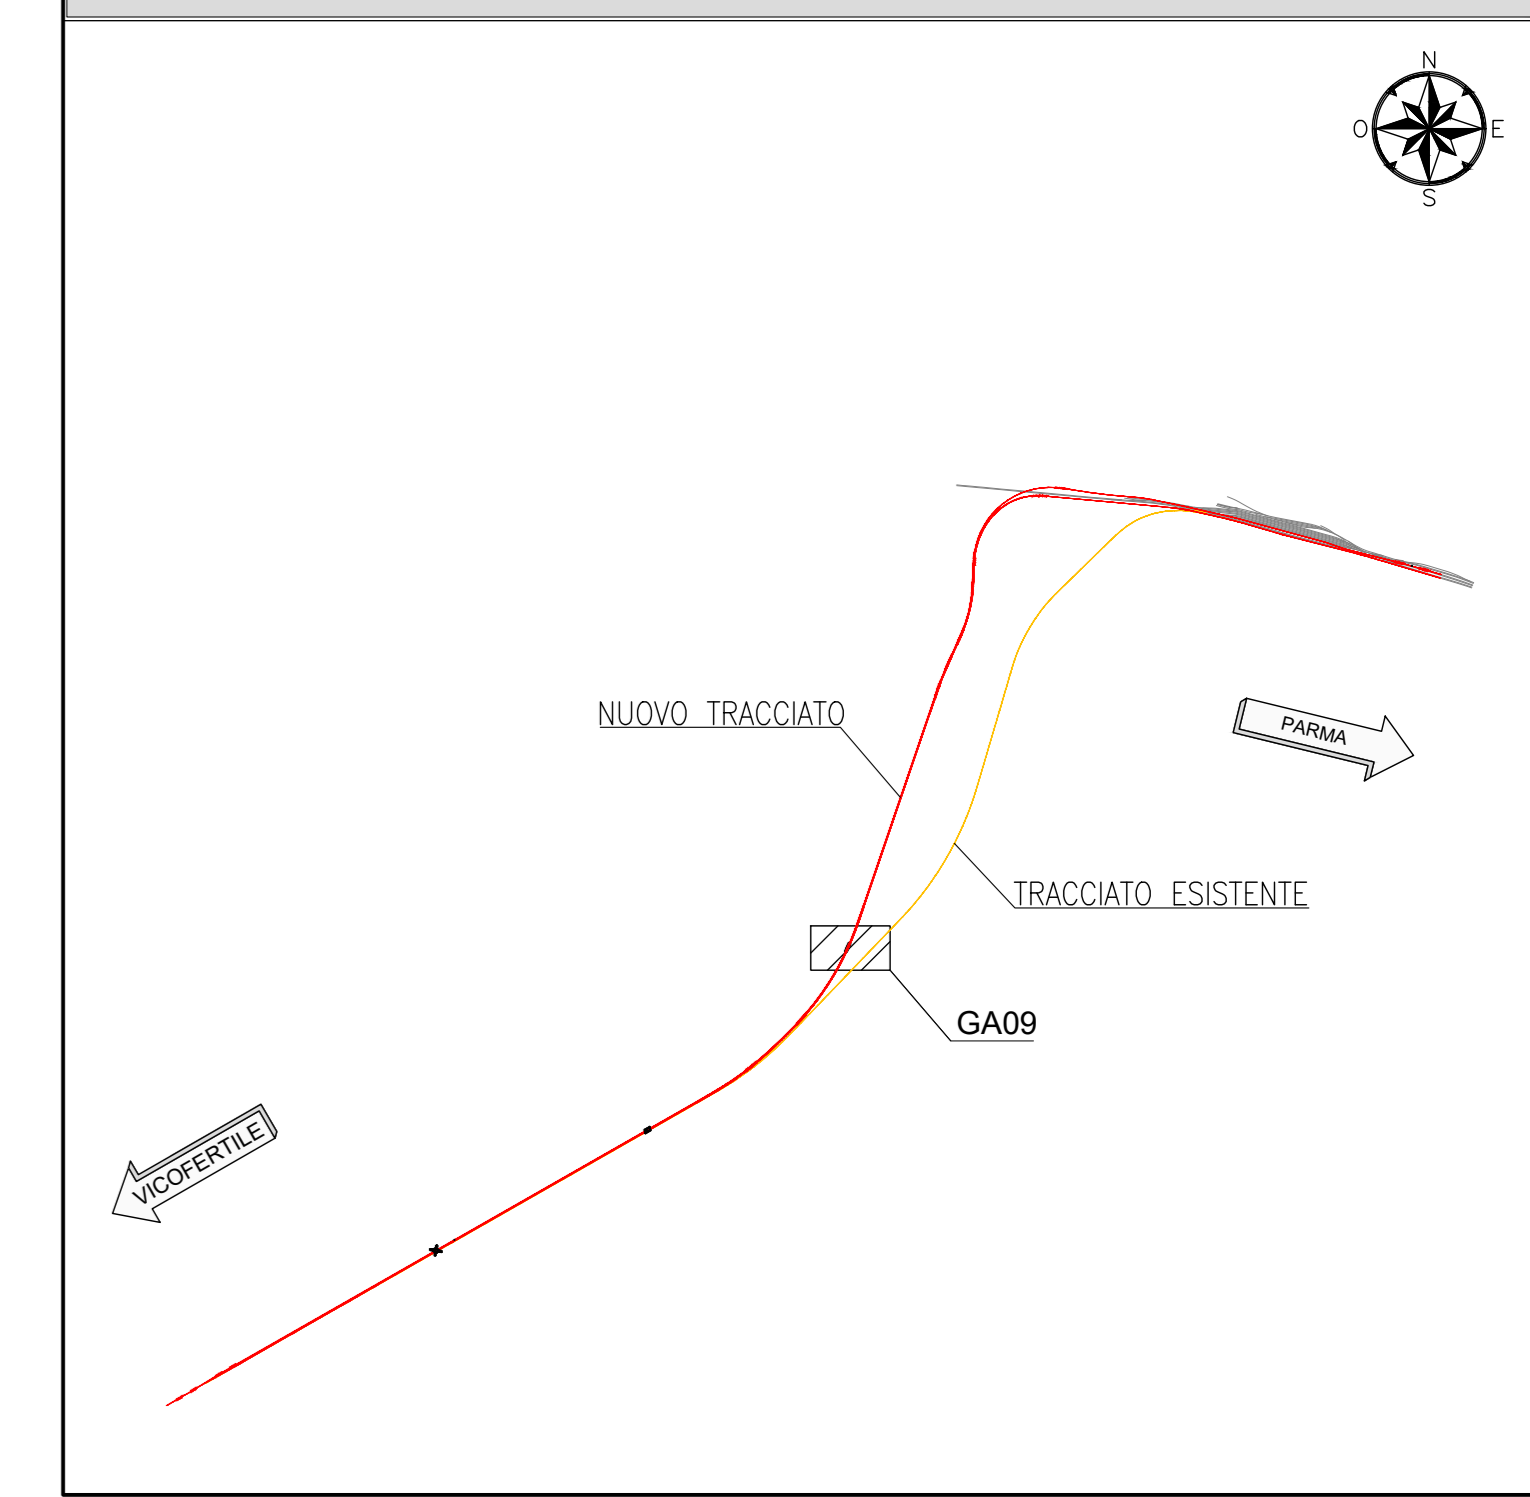 N
O
E
S
NUOVO TRACCIATO
PARMA
TRACCIATO ESISTENTE
GA09
VICOFERTILE